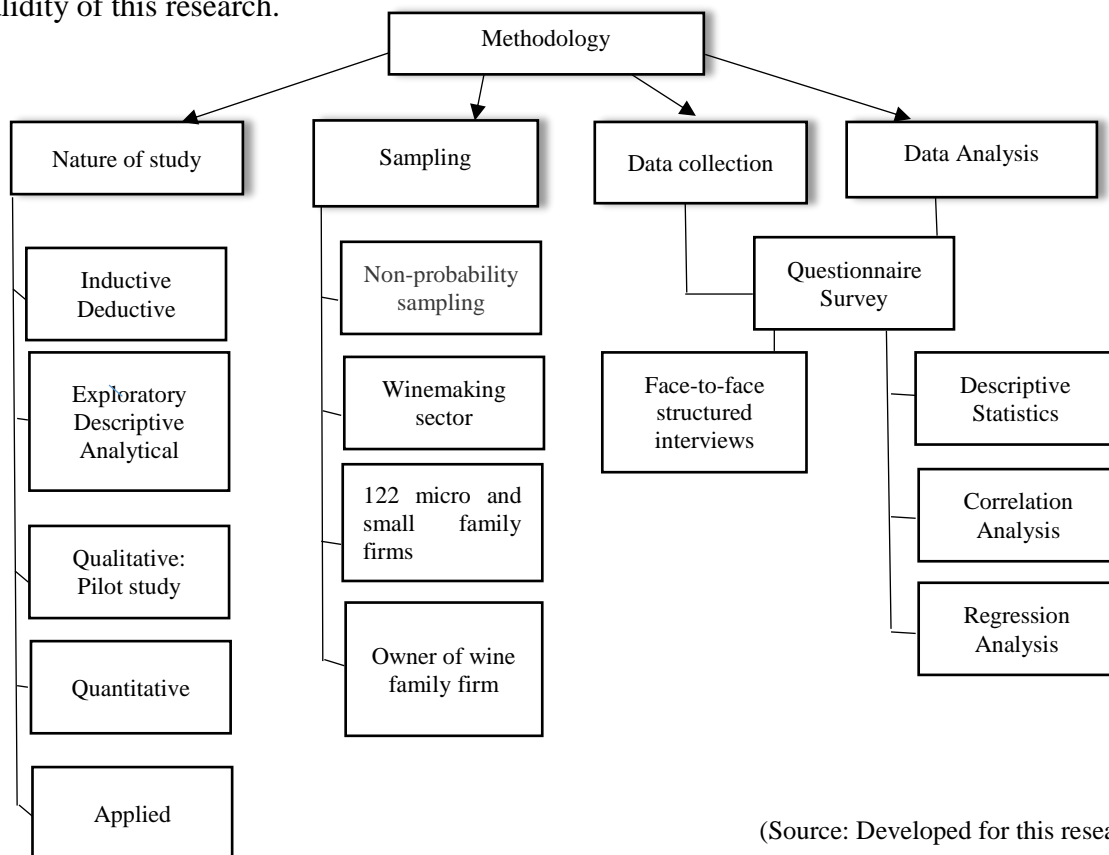 lidity of this research.
Methodology
Nature of study
Sampling
Data collection
Data Analysis
Inductive
Deductive
Exploratory
Descriptive
Analytical
Qualitative:
Pilot study
Quantitative
Applied
Non-probability
sampling
Winemaking
sector
122 micro and
small family
firms
Owner of wine
family firm
Questionnaire
Survey
Face-to-face
structured
interviews
Descriptive
Statistics
Correlation
Analysis
Regression
Analysis
(Source: Developed for this resea